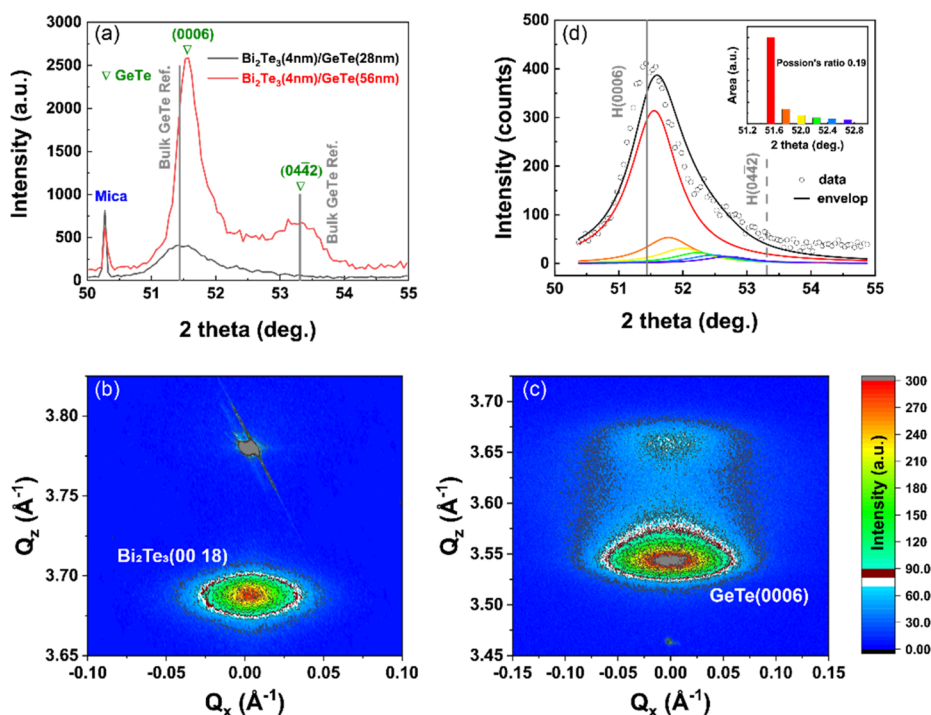 (a)
(0006)
Bi₂Te₃(4nm)/GeTe(28nm)
Bi₂Te₃(4nm)/GeTe(56nm)
GeTe
Bulk GeTe Ref.
Mica
(044̄2)
Bulk GeTe Ref.
Intensity (a.u.)
3000
2500
2000
1500
1000
500
0
50 51 52 53 54 55
2 theta (deg.)
(d)
H(0006)
H(044̄2)
Possion's ratio 0.19
Area (a.u.)
51.2 51.6 52.0 52.4 52.8
2 theta (deg.)
data
envelop
Intensity (counts)
500
400
300
200
100
0
50 51 52 53 54 55
2 theta (deg.)
(b)
Bi₂Te₃(00 18)
Q_z (Å⁻¹)
3.80
3.75
3.70
3.65
-0.10 -0.05 0.00 0.05 0.10
Q_x (Å⁻¹)
(c)
GeTe(0006)
Q_z (Å⁻¹)
3.70
3.65
3.60
3.55
3.50
3.45
-0.15 -0.10 -0.05 0.00 0.05 0.10 0.15
Q_x (Å⁻¹)
Intensity (a.u.)
300
270
240
210
180
150
120
90.0
60.0
30.0
0.00